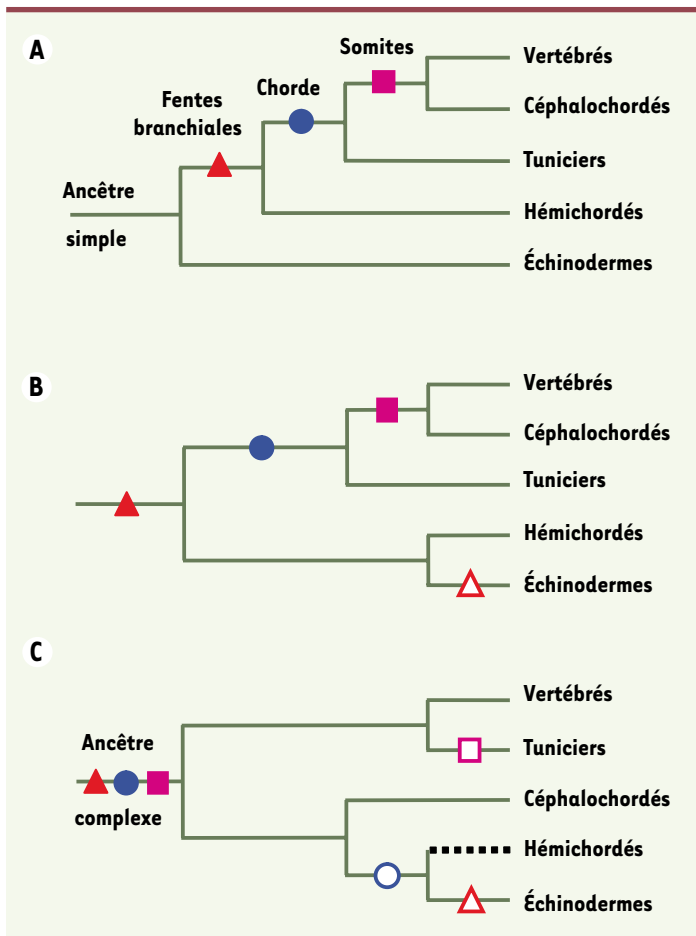 A
Somites
Vertébrés
Chorde
Céphalochordés
Fentes
branchiales
Tuniciers
Ancêtre
simple
Hémichordés
Échinodermes
B
Vertébrés
Céphalochordés
Tuniciers
Hémichordés
Échinodermes
C
Vertébrés
Ancêtre
complexe
Tuniciers
Céphalochordés
Hémichordés
Échinodermes